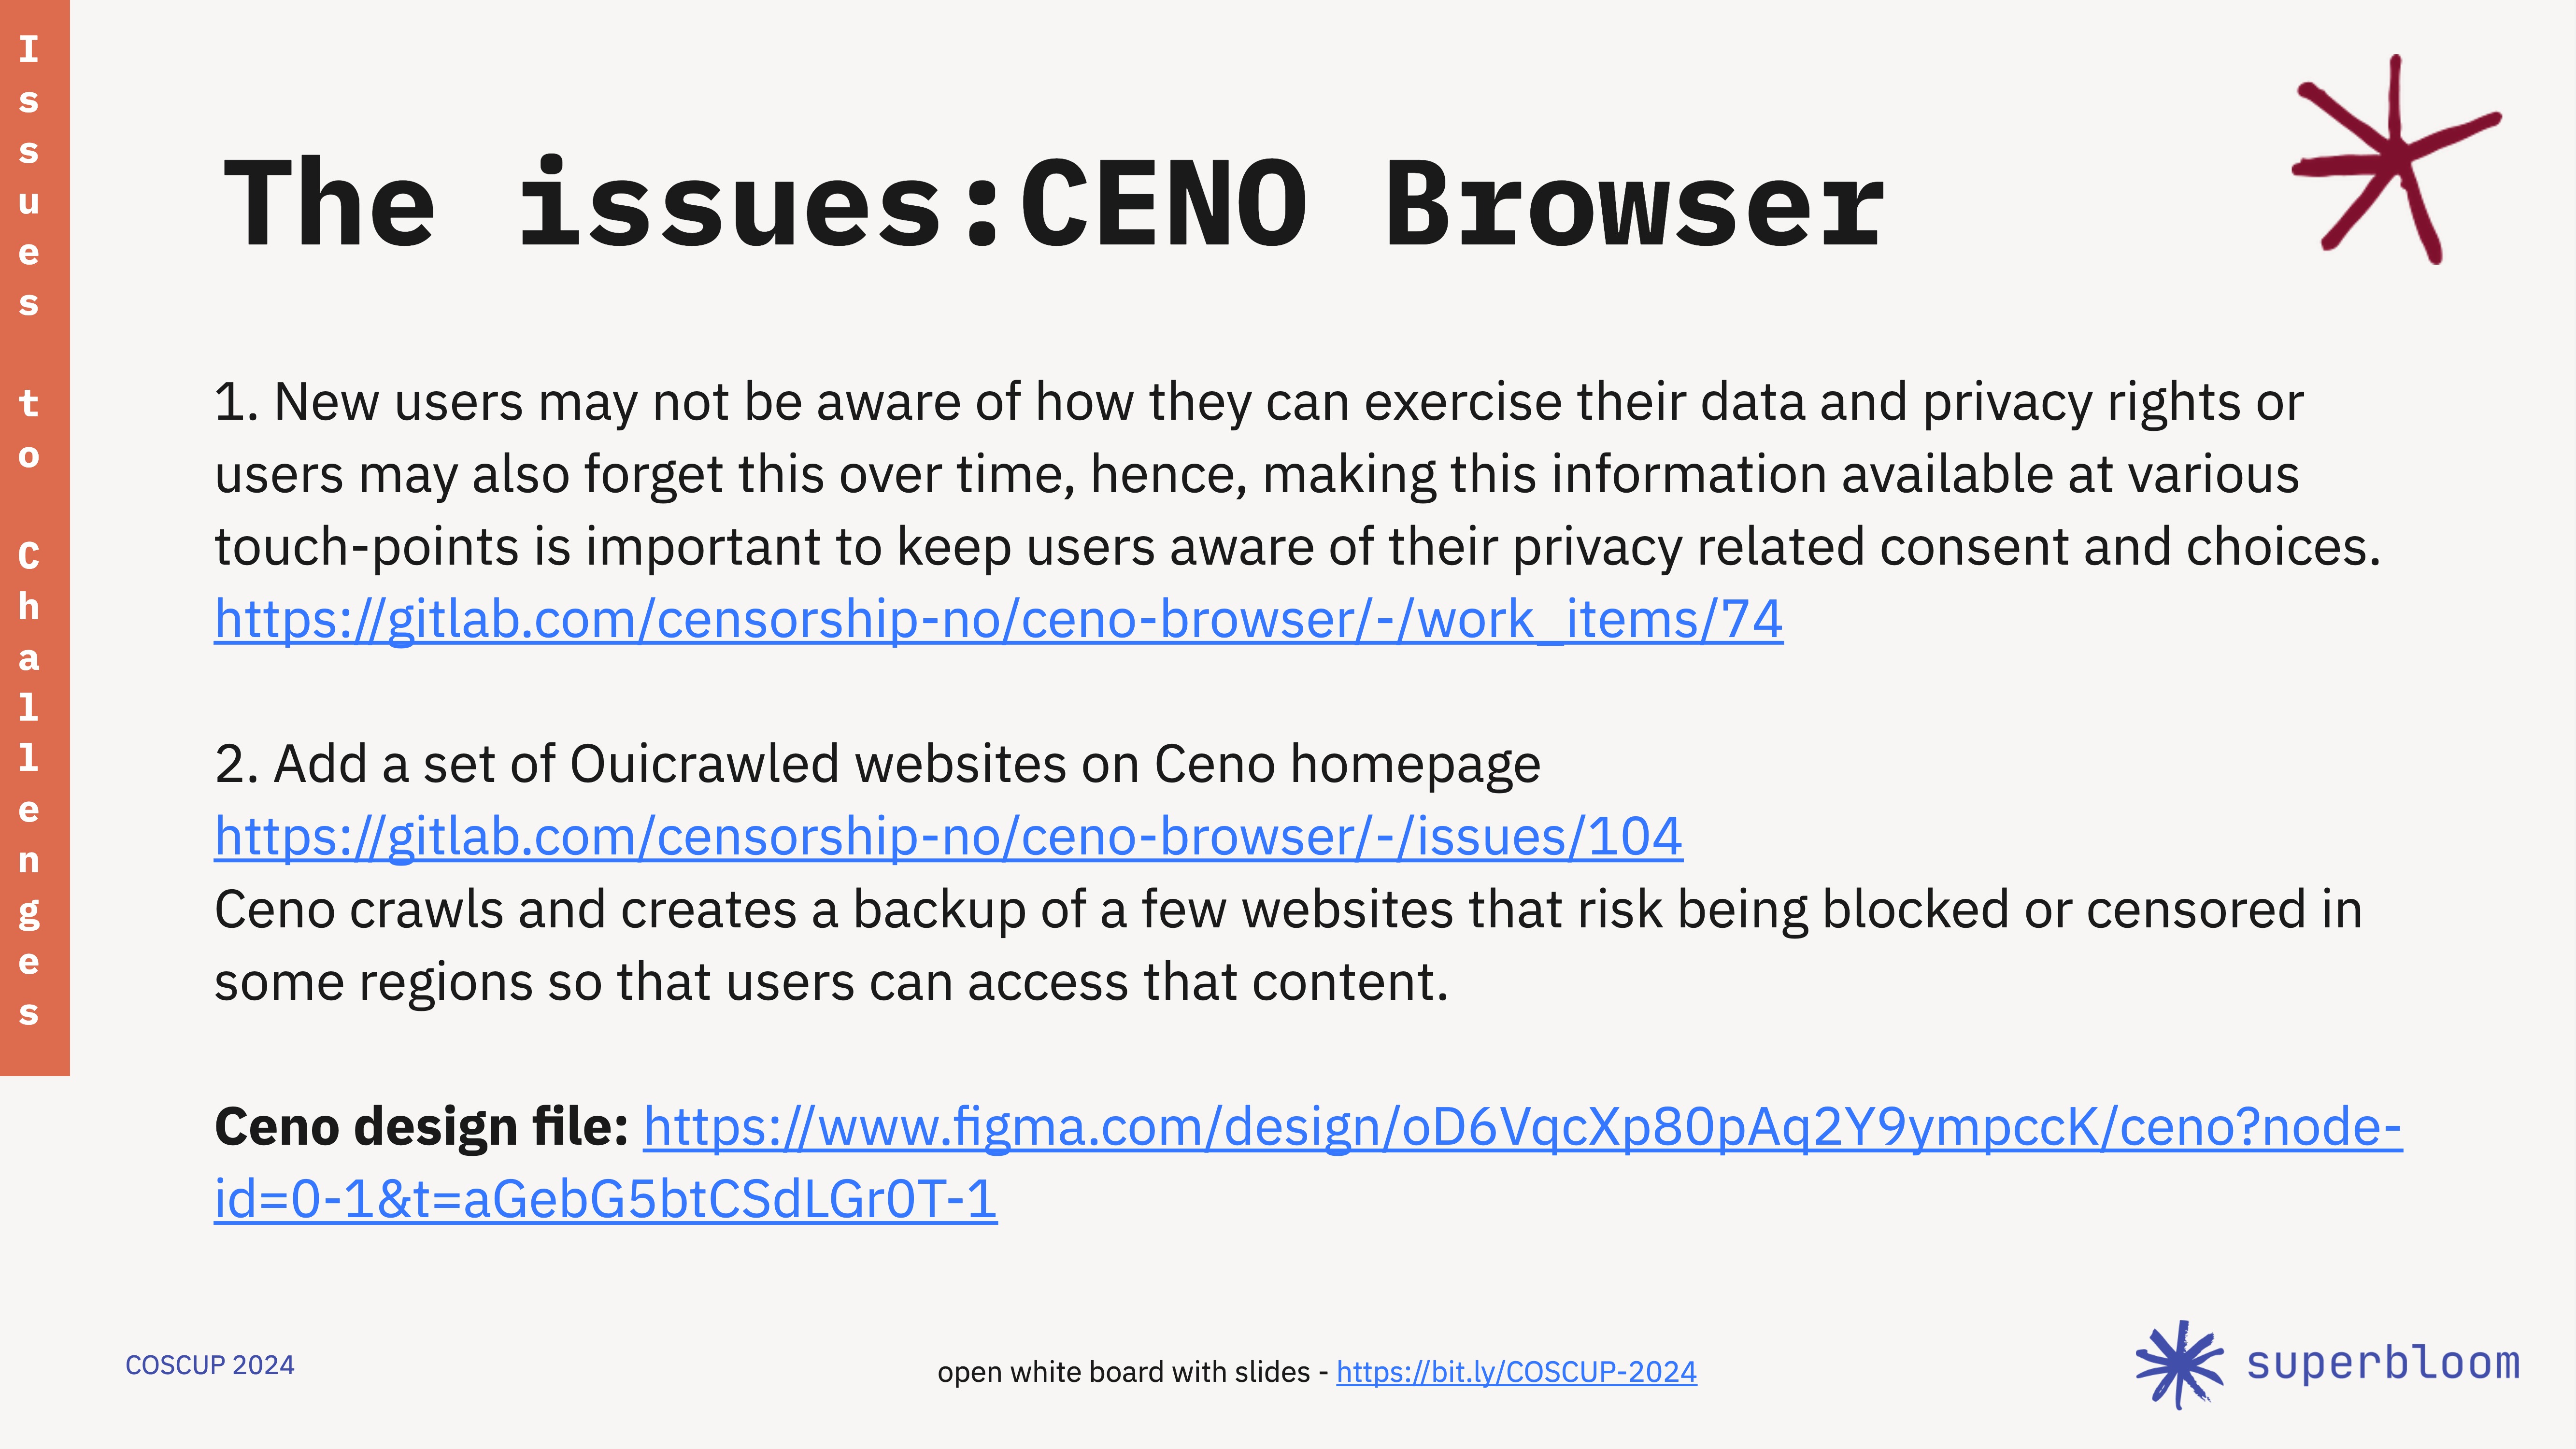 Issues to Challenges
The issues:CENO Browser
1. New users may not be aware of how they can exercise their data and privacy rights or
users may also forget this over time, hence, making this information available at various
touch-points is important to keep users aware of their privacy related consent and choices.
https://gitlab.com/censorship-no/ceno-browser/-/work_items/74
2. Add a set of Ouicrawled websites on Ceno homepage
https://gitlab.com/censorship-no/ceno-browser/-/issues/104
Ceno crawls and creates a backup of a few websites that risk being blocked or censored in
some regions so that users can access that content.
Ceno design file: https://www.figma.com/design/oD6VqcXp80pAq2Y9ympccK/ceno?node-
id=0-1&t=aGebG5btCSdLGr0T-1
COSCUP 2024
open white board with slides - https://bit.ly/COSCUP-2024
superbloom